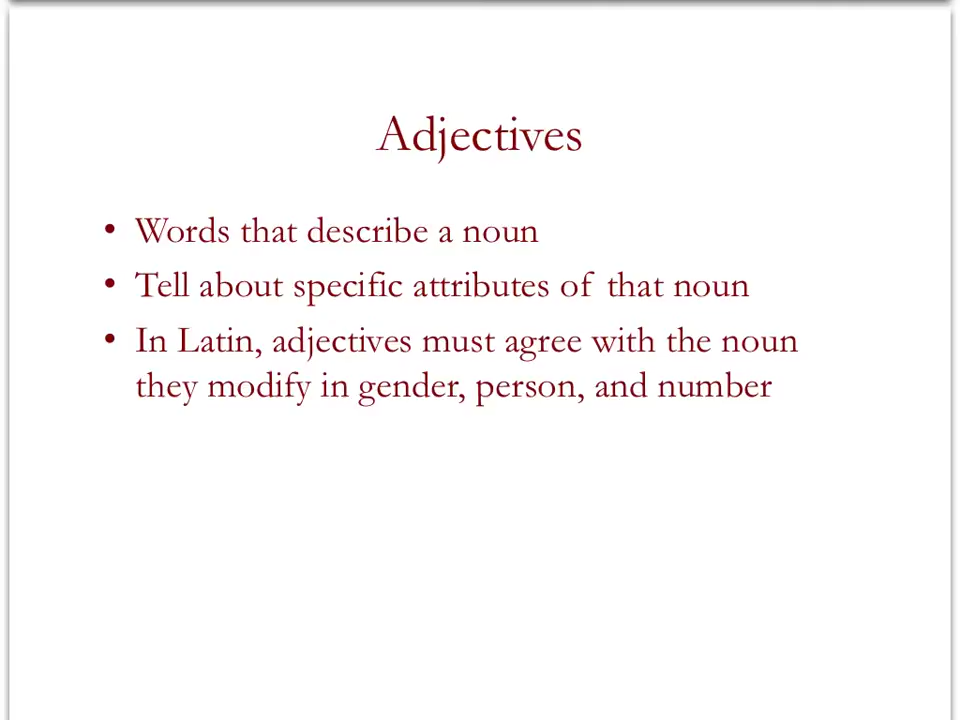 Adjectives
• Words that describe a noun
• Tell about specific attributes of that noun
• In Latin, adjectives must agree with the noun
they modify in gender, person, and number